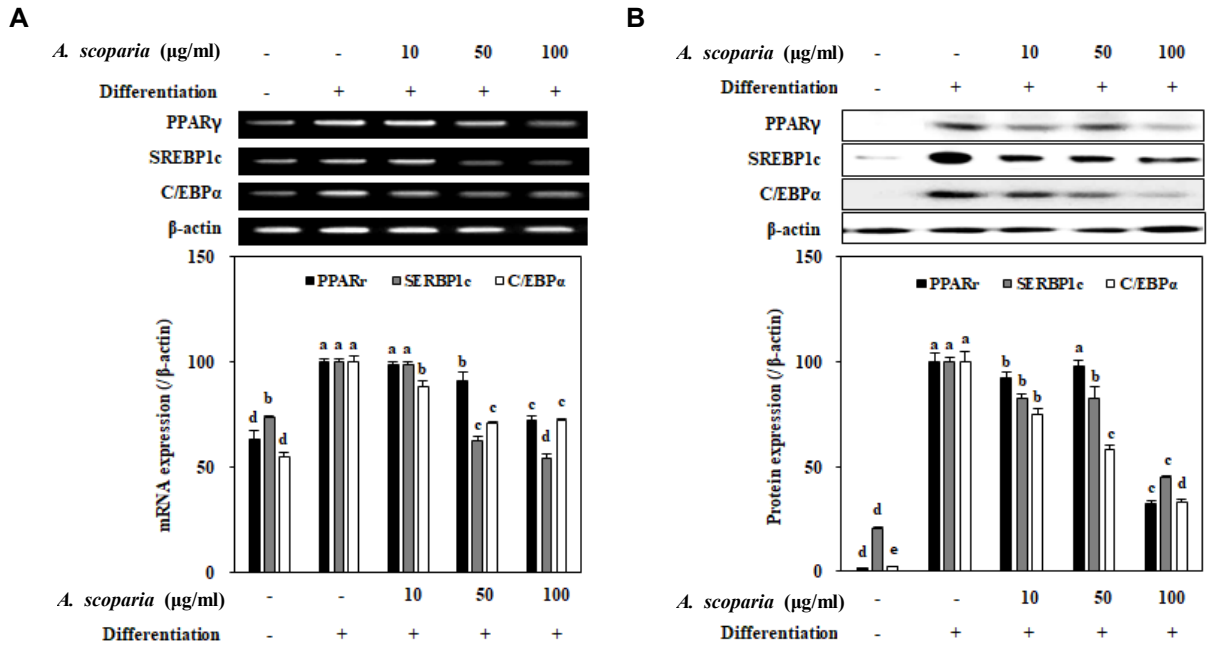 A
A. scoparia (μg/ml) - - 10 50 100
Differentiation - + + + +
PPARγ
SREBP1c
C/EBPα
β-actin
150
PPARr SERBP1c C/EBPα
mRNA expression (/β-actin)
100
50
0
d b d
a a a
a a b
b c c
c d c
A. scoparia (μg/ml) - - 10 50 100
Differentiation - + + + +
B
A. scoparia (μg/ml) - - 10 50 100
Differentiation - + + + +
PPARγ
SREBP1c
C/EBPα
β-actin
150
PPARr SERBP1c C/EBPα
Protein expression (/β-actin)
100
50
0
d d e
a a a
b b b
a b c
c c d
A. scoparia (μg/ml) - - 10 50 100
Differentiation - + + + +